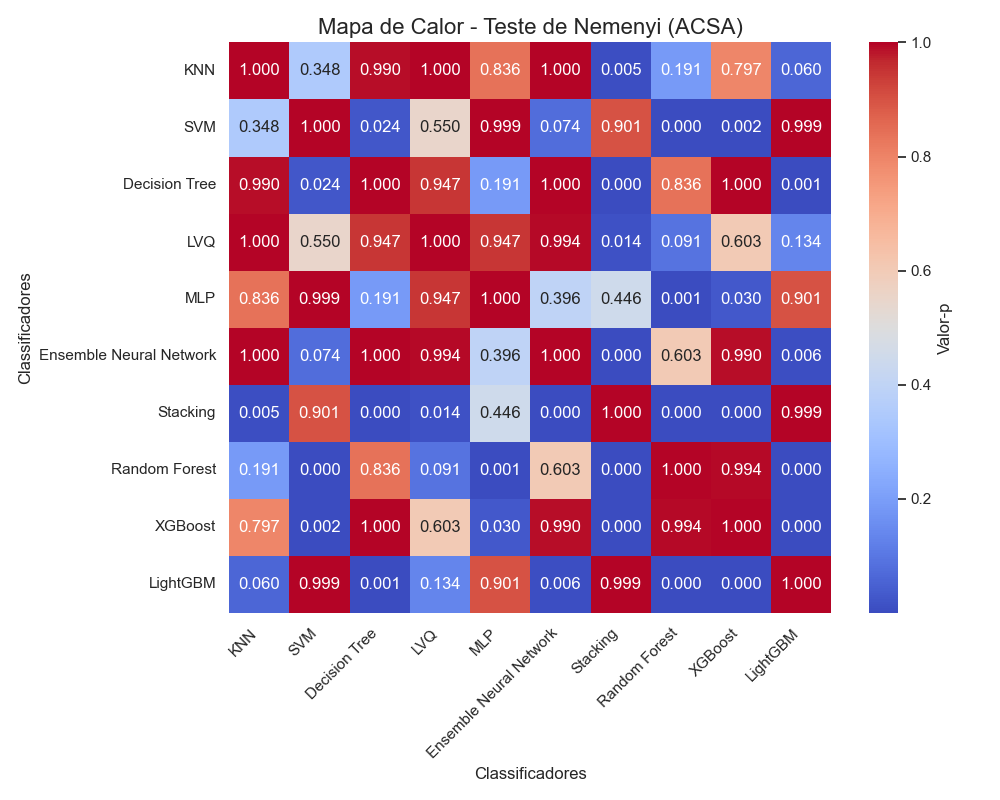 Mapa de Calor - Teste de Nemenyi (ACSA)
KNN 1.000 0.348 0.990 1.000 0.836 1.000 0.005 0.191 0.797 0.060
SVM 0.348 1.000 0.024 0.550 0.999 0.074 0.901 0.000 0.002 0.999
Decision Tree 0.990 0.024 1.000 0.947 0.191 1.000 0.000 0.836 1.000 0.001
LVQ 1.000 0.550 0.947 1.000 0.947 0.994 0.014 0.091 0.603 0.134
MLP 0.836 0.999 0.191 0.947 1.000 0.396 0.446 0.001 0.030 0.901
Ensemble Neural Network 1.000 0.074 1.000 0.994 0.396 1.000 0.000 0.603 0.990 0.006
Stacking 0.005 0.901 0.000 0.014 0.446 0.000 1.000 0.000 0.000 0.999
Random Forest 0.191 0.000 0.836 0.091 0.001 0.603 0.000 1.000 0.994 0.000
XGBoost 0.797 0.002 1.000 0.603 0.030 0.990 0.000 0.994 1.000 0.000
LightGBM 0.060 0.999 0.001 0.134 0.901 0.006 0.999 0.000 0.000 1.000
Classificadores
KNN
SVM
Decision Tree
LVQ
MLP
Ensemble Neural Network
Stacking
Random Forest
XGBoost
LightGBM
Classificadores
1.0
0.8
0.6
0.4
0.2
Valor-p